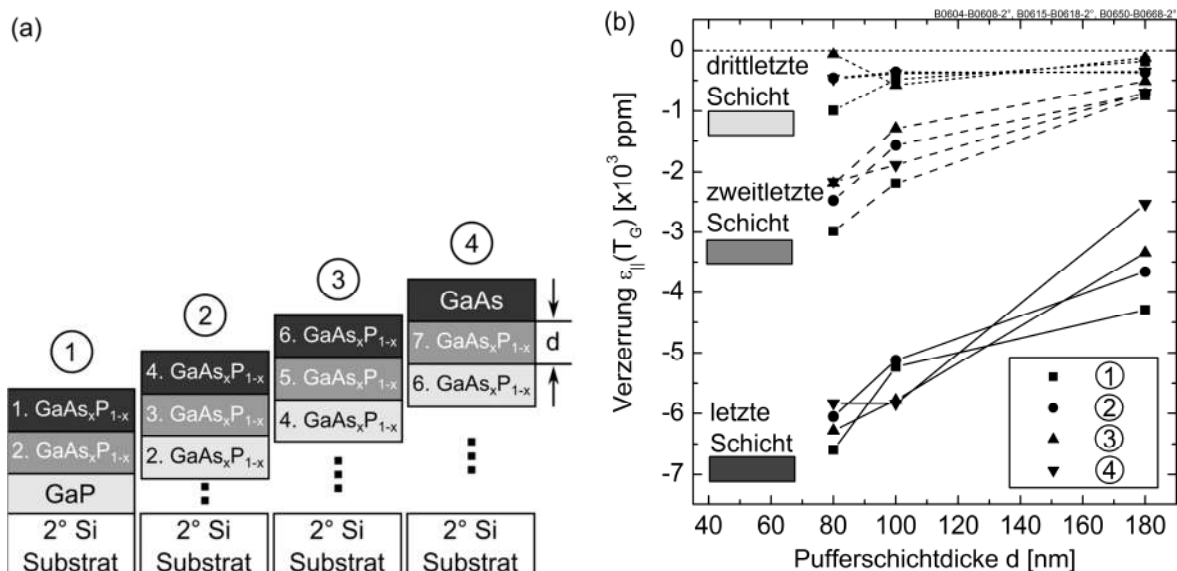 (a)
1
1. GaAsxP1-x
2. GaAsxP1-x
GaP
2° Si
Substrat
2
4. GaAsxP1-x
3. GaAsxP1-x
2. GaAsxP1-x
2° Si
Substrat
3
6. GaAsxP1-x
5. GaAsxP1-x
4. GaAsxP1-x
2° Si
Substrat
4
GaAs
7. GaAsxP1-x
6. GaAsxP1-x
d
2° Si
Substrat
(b)
B0604-B0608-2°, B0615-B0618-2°, B0650-B0668-2°
Verzerrung ε||(TG) [x10³ ppm]
0
-1
-2
-3
-4
-5
-6
-7
drittletzte
Schicht
zweitletzte
Schicht
letzte
Schicht
1
2
3
4
40 60 80 100 120 140 160 180
Pufferschichtdicke d [nm]